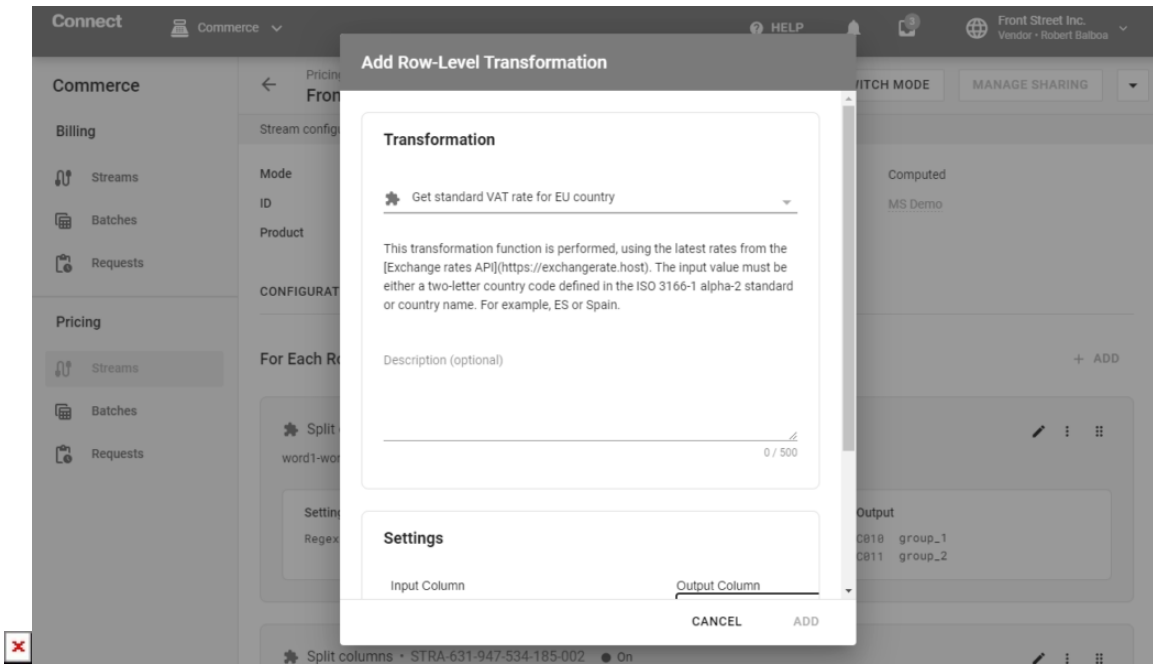 Connect
Commerce
HELP
3
Front Street Inc.
Vendor • Robert Balboa
Add Row-Level Transformation
Commerce
Pricing
Fron
ITCH MODE
MANAGE SHARING
Billing
Stream configu
Transformation
Streams
Mode
Computed
Get standard VAT rate for EU country
ID
MS Demo
Batches
Product
This transformation function is performed, using the latest rates from the
[Exchange rates API](https://exchangerate.host). The input value must be
either a two-letter country code defined in the ISO 3166-1 alpha-2 standard
or country name. For example, ES or Spain.
Requests
CONFIGURAT
Pricing
For Each Ro
Description (optional)
+ ADD
Streams
Batches
Split
word1-wor
0 / 500
Requests
Setting
Output
Regex
C010 group_1
C011 group_2
Settings
Input Column
Output Column
CANCEL
ADD
Split columns • STRA-631-947-534-185-002
On